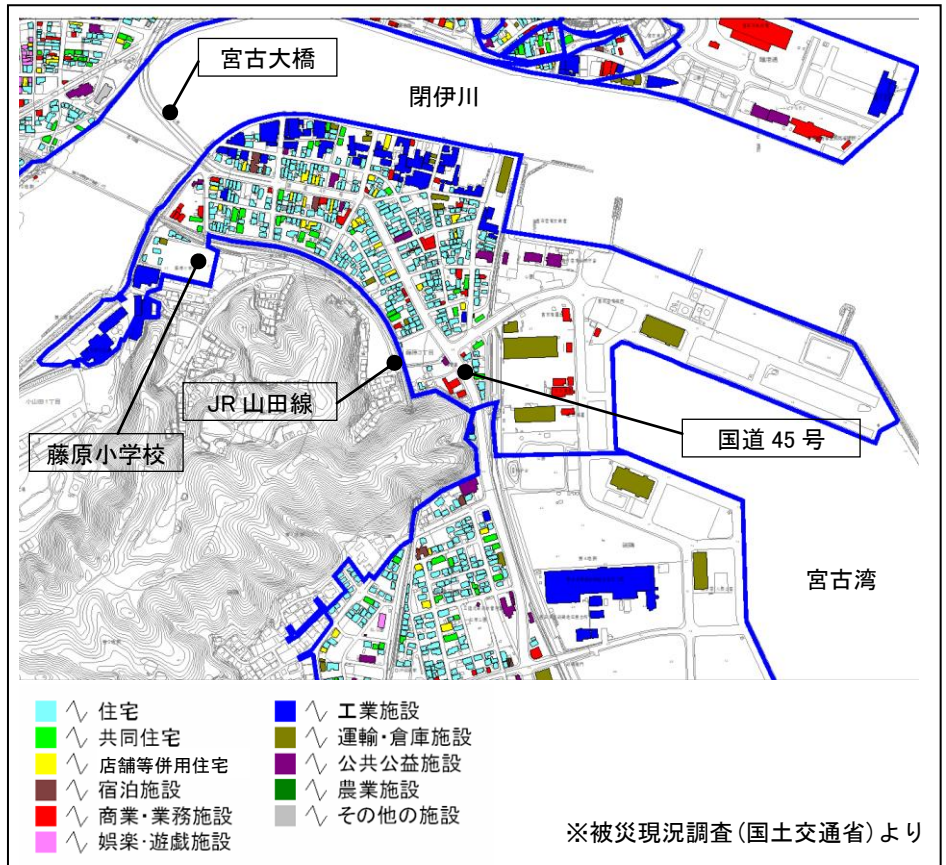 宮古大橋
閉伊川
JR 山田線
藤原小学校
国道 45 号
宮古湾
住宅
共同住宅
店舗等併用住宅
宿泊施設
商業・業務施設
娯楽・遊戯施設
工業施設
運輸・倉庫施設
公共公益施設
農業施設
その他の施設
※被災現況調査(国土交通省)より